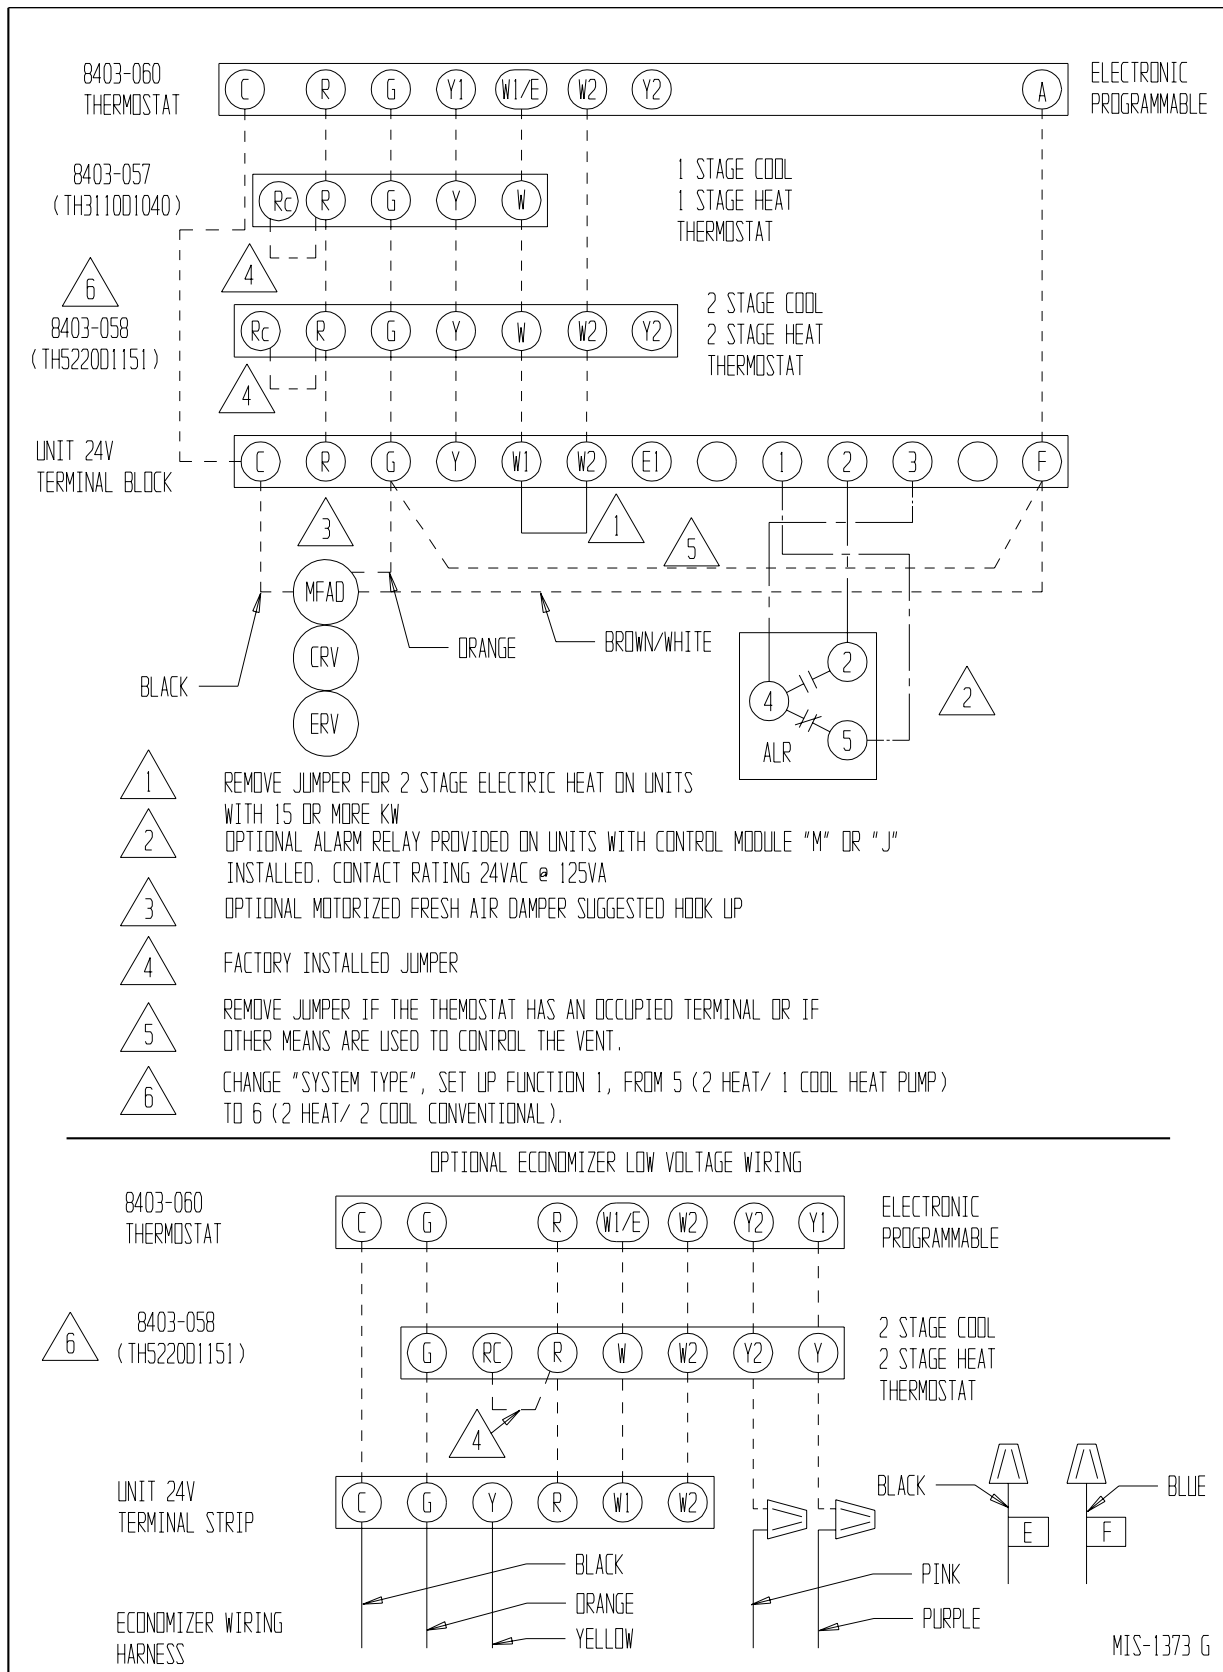 8403-060
THERMOSTAT
C R G Y1 W1/E W2 Y2 A
ELECTRONIC
PROGRAMMABLE
8403-057
(TH3110D1040)
Rc R G Y W
1 STAGE COOL
1 STAGE HEAT
THERMOSTAT
4
6
8403-058
(TH5220D1151)
Rc R G Y W W2 Y2
2 STAGE COOL
2 STAGE HEAT
THERMOSTAT
4
UNIT 24V
TERMINAL BLOCK
C R G Y W1 W2 E1 1 2 3 F
3
1
5
MFAD
CRV
ERV
BLACK
ORANGE
BROWN/WHITE
2
4
5
ALR
2
1 REMOVE JUMPER FOR 2 STAGE ELECTRIC HEAT ON UNITS
WITH 15 OR MORE KW
2 OPTIONAL ALARM RELAY PROVIDED ON UNITS WITH CONTROL MODULE "M" OR "J"
INSTALLED. CONTACT RATING 24VAC @ 125VA
3 OPTIONAL MOTORIZED FRESH AIR DAMPER SUGGESTED HOOK UP
4 FACTORY INSTALLED JUMPER
5 REMOVE JUMPER IF THE THEMOSTAT HAS AN OCCUPIED TERMINAL OR IF
OTHER MEANS ARE USED TO CONTROL THE VENT.
6 CHANGE "SYSTEM TYPE", SET UP FUNCTION 1, FROM 5 (2 HEAT/ 1 COOL HEAT PUMP)
TO 6 (2 HEAT/ 2 COOL CONVENTIONAL).
OPTIONAL ECONOMIZER LOW VOLTAGE WIRING
8403-060
THERMOSTAT
C G R W1/E W2 Y2 Y1
ELECTRONIC
PROGRAMMABLE
6
8403-058
(TH5220D1151)
G RC R W W2 Y2 Y
2 STAGE COOL
2 STAGE HEAT
THERMOSTAT
4
UNIT 24V
TERMINAL STRIP
C G Y R W1 W2
BLACK
E
F
BLUE
BLACK
ORANGE
YELLOW
PINK
PURPLE
ECONOMIZER WIRING
HARNESS
MIS-1373 G